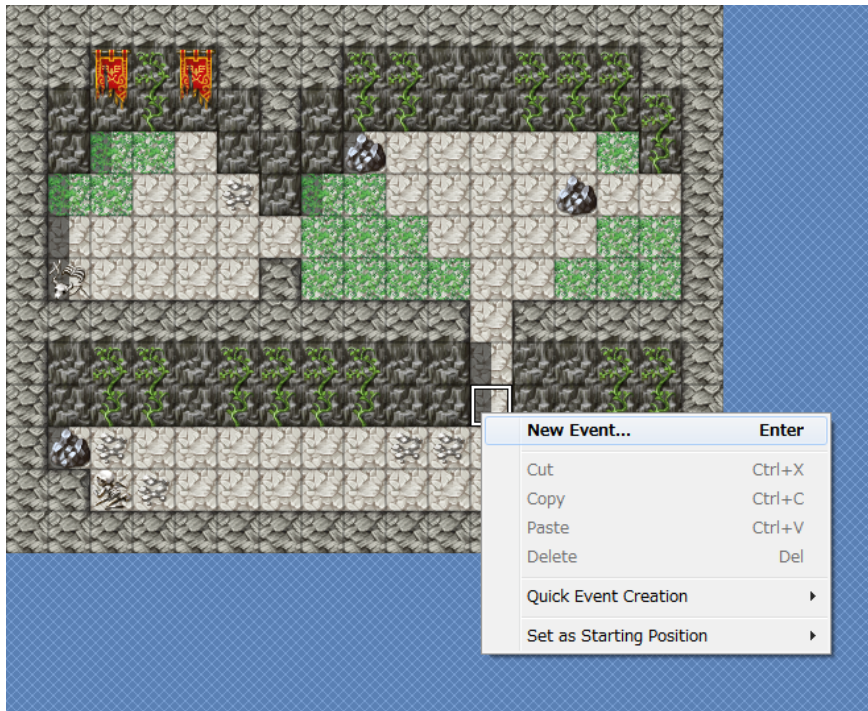 New Event... Enter
Cut Ctrl+X
Copy Ctrl+C
Paste Ctrl+V
Delete Del
Quick Event Creation
Set as Starting Position